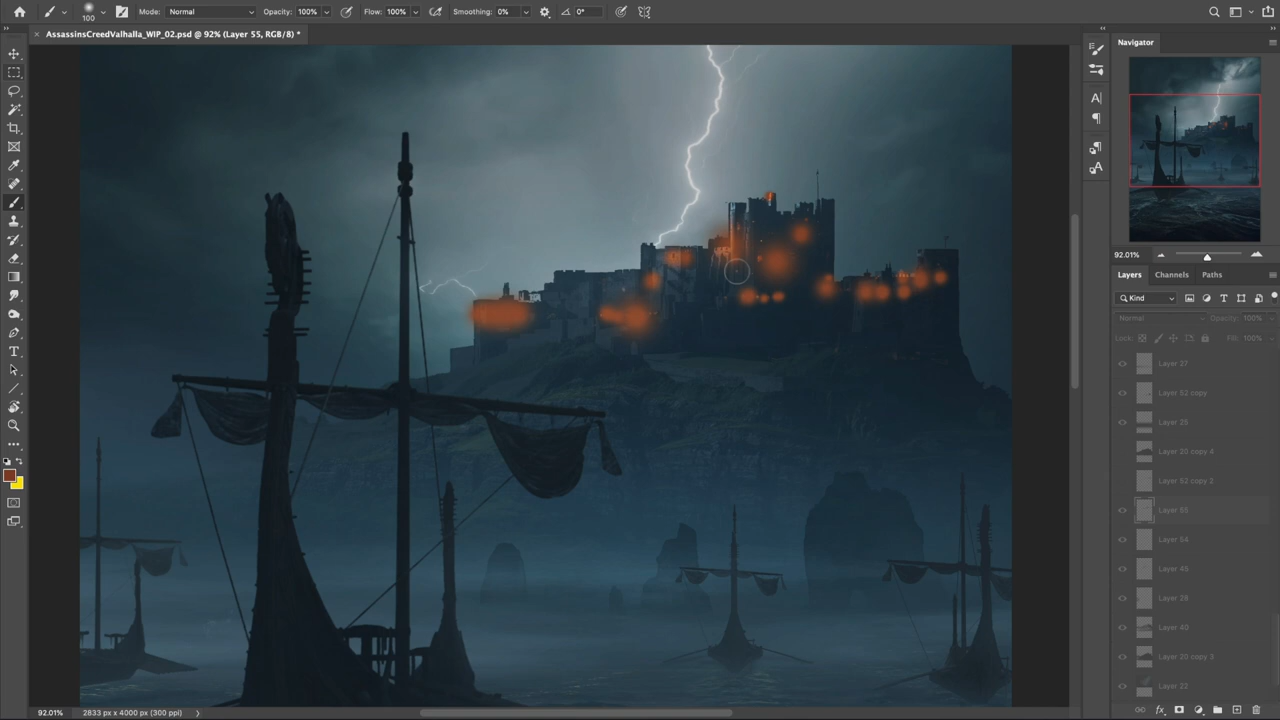 100
Mode: Normal
Opacity: 100%
Flow: 100%
Smoothing: 0%
0°
AssassinsCreedValhalla_WIP_02.psd @ 92% (Layer 55, RGB/8) *
Navigator
92.01%
Layers Channels Paths
Kind
Normal
Opacity: 100%
Lock:
Fill: 100%
Layer 27
Layer 52 copy
Layer 25
Layer 20 copy 4
Layer 52 copy 2
Layer 55
Layer 54
Layer 45
Layer 28
Layer 40
Layer 20 copy 3
Layer 22
92.01%
2833 px x 4000 px (300 ppi)